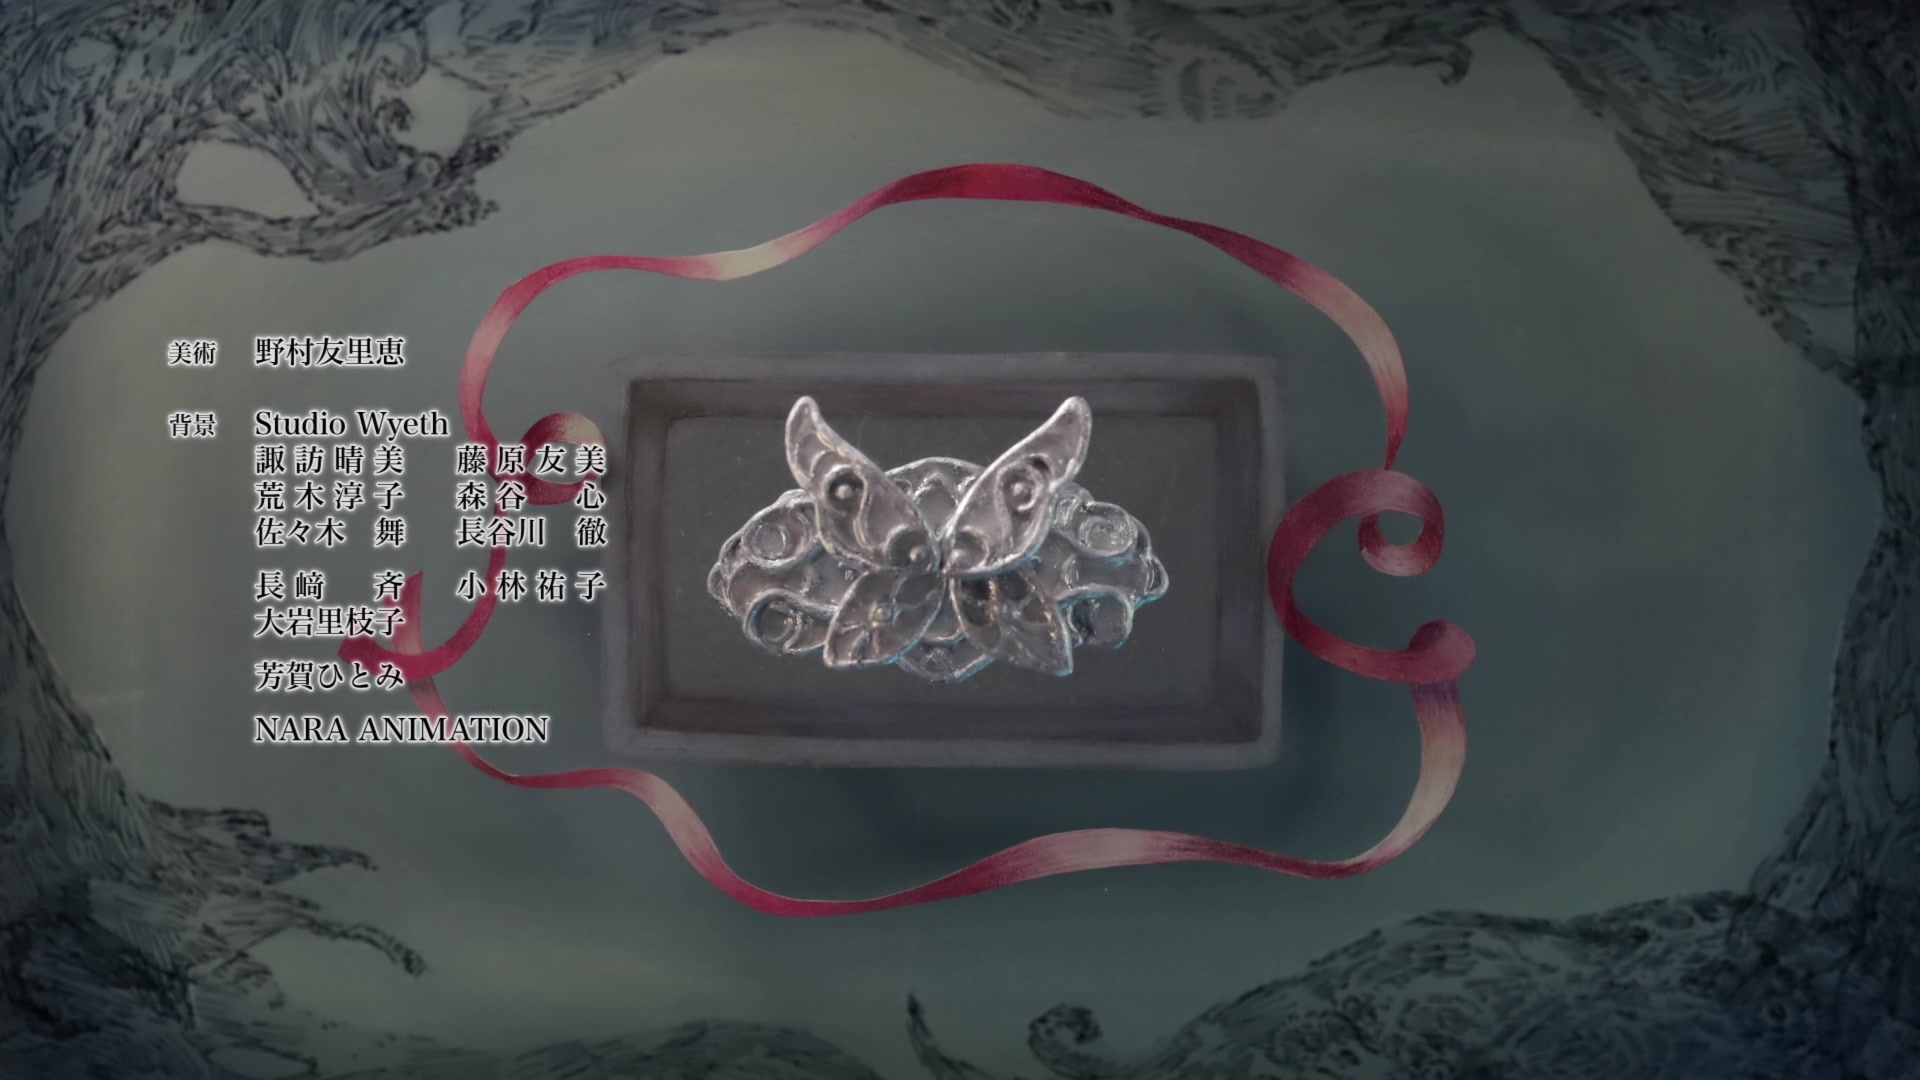 美術 野村友里恵
背景 Studio Wyeth
諏訪晴美 藤原友美
荒木淳子 森谷 心
佐々木 舞 長谷川 徹
長﨑 斉 小林祐子
大岩里枝子
芳賀ひとみ
NARA ANIMATION